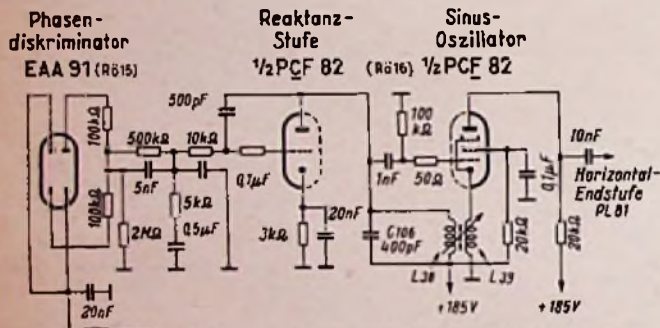 Phasen-
diskriminator
EAA 91 (Rö15)
Reaktanz-
Stufe
½ PCF 82
(Rö16)
Sinus-
Oszillator
½ PCF 82
100kΩ
500kΩ
10kΩ
500pF
5nF
0,1µF
100kΩ
2MΩ
5kΩ
0,5µF
20nF
3kΩ
20nF
100
kΩ
1nF
50Ω
C106
400pF
L38
L39
+185V
20kΩ
0,1µF
10nF
Horizontal-
Endstufe
PL81
20kΩ
+185V